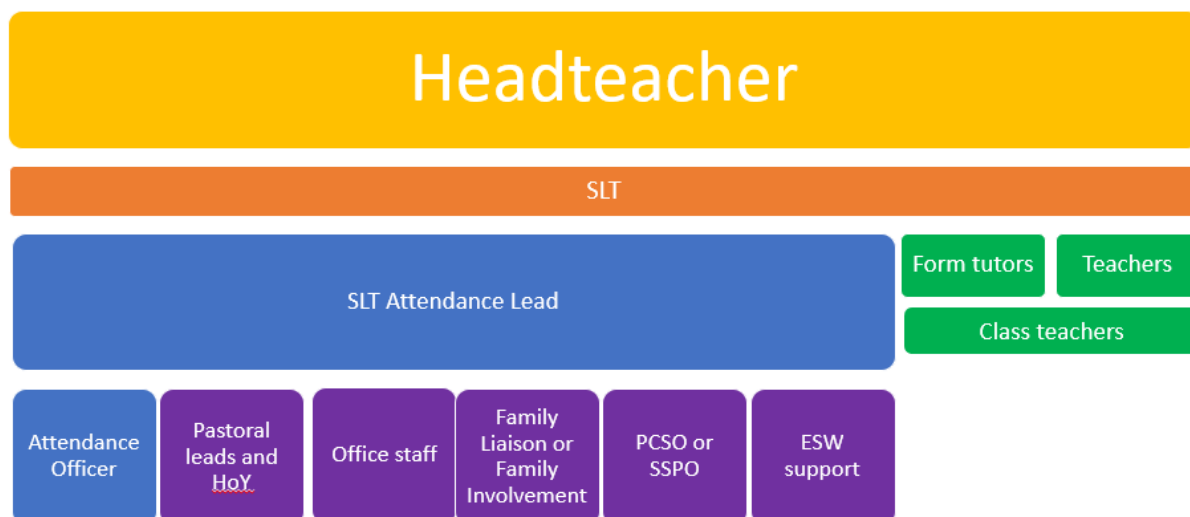 Headteacher
SLT
SLT Attendance Lead
Form tutors
Teachers
Class teachers
Attendance
Officer
Pastoral
leads and
HoY
Office staff
Family
Liaison or
Family
Involvement
PCSO or
SSPO
ESW
support